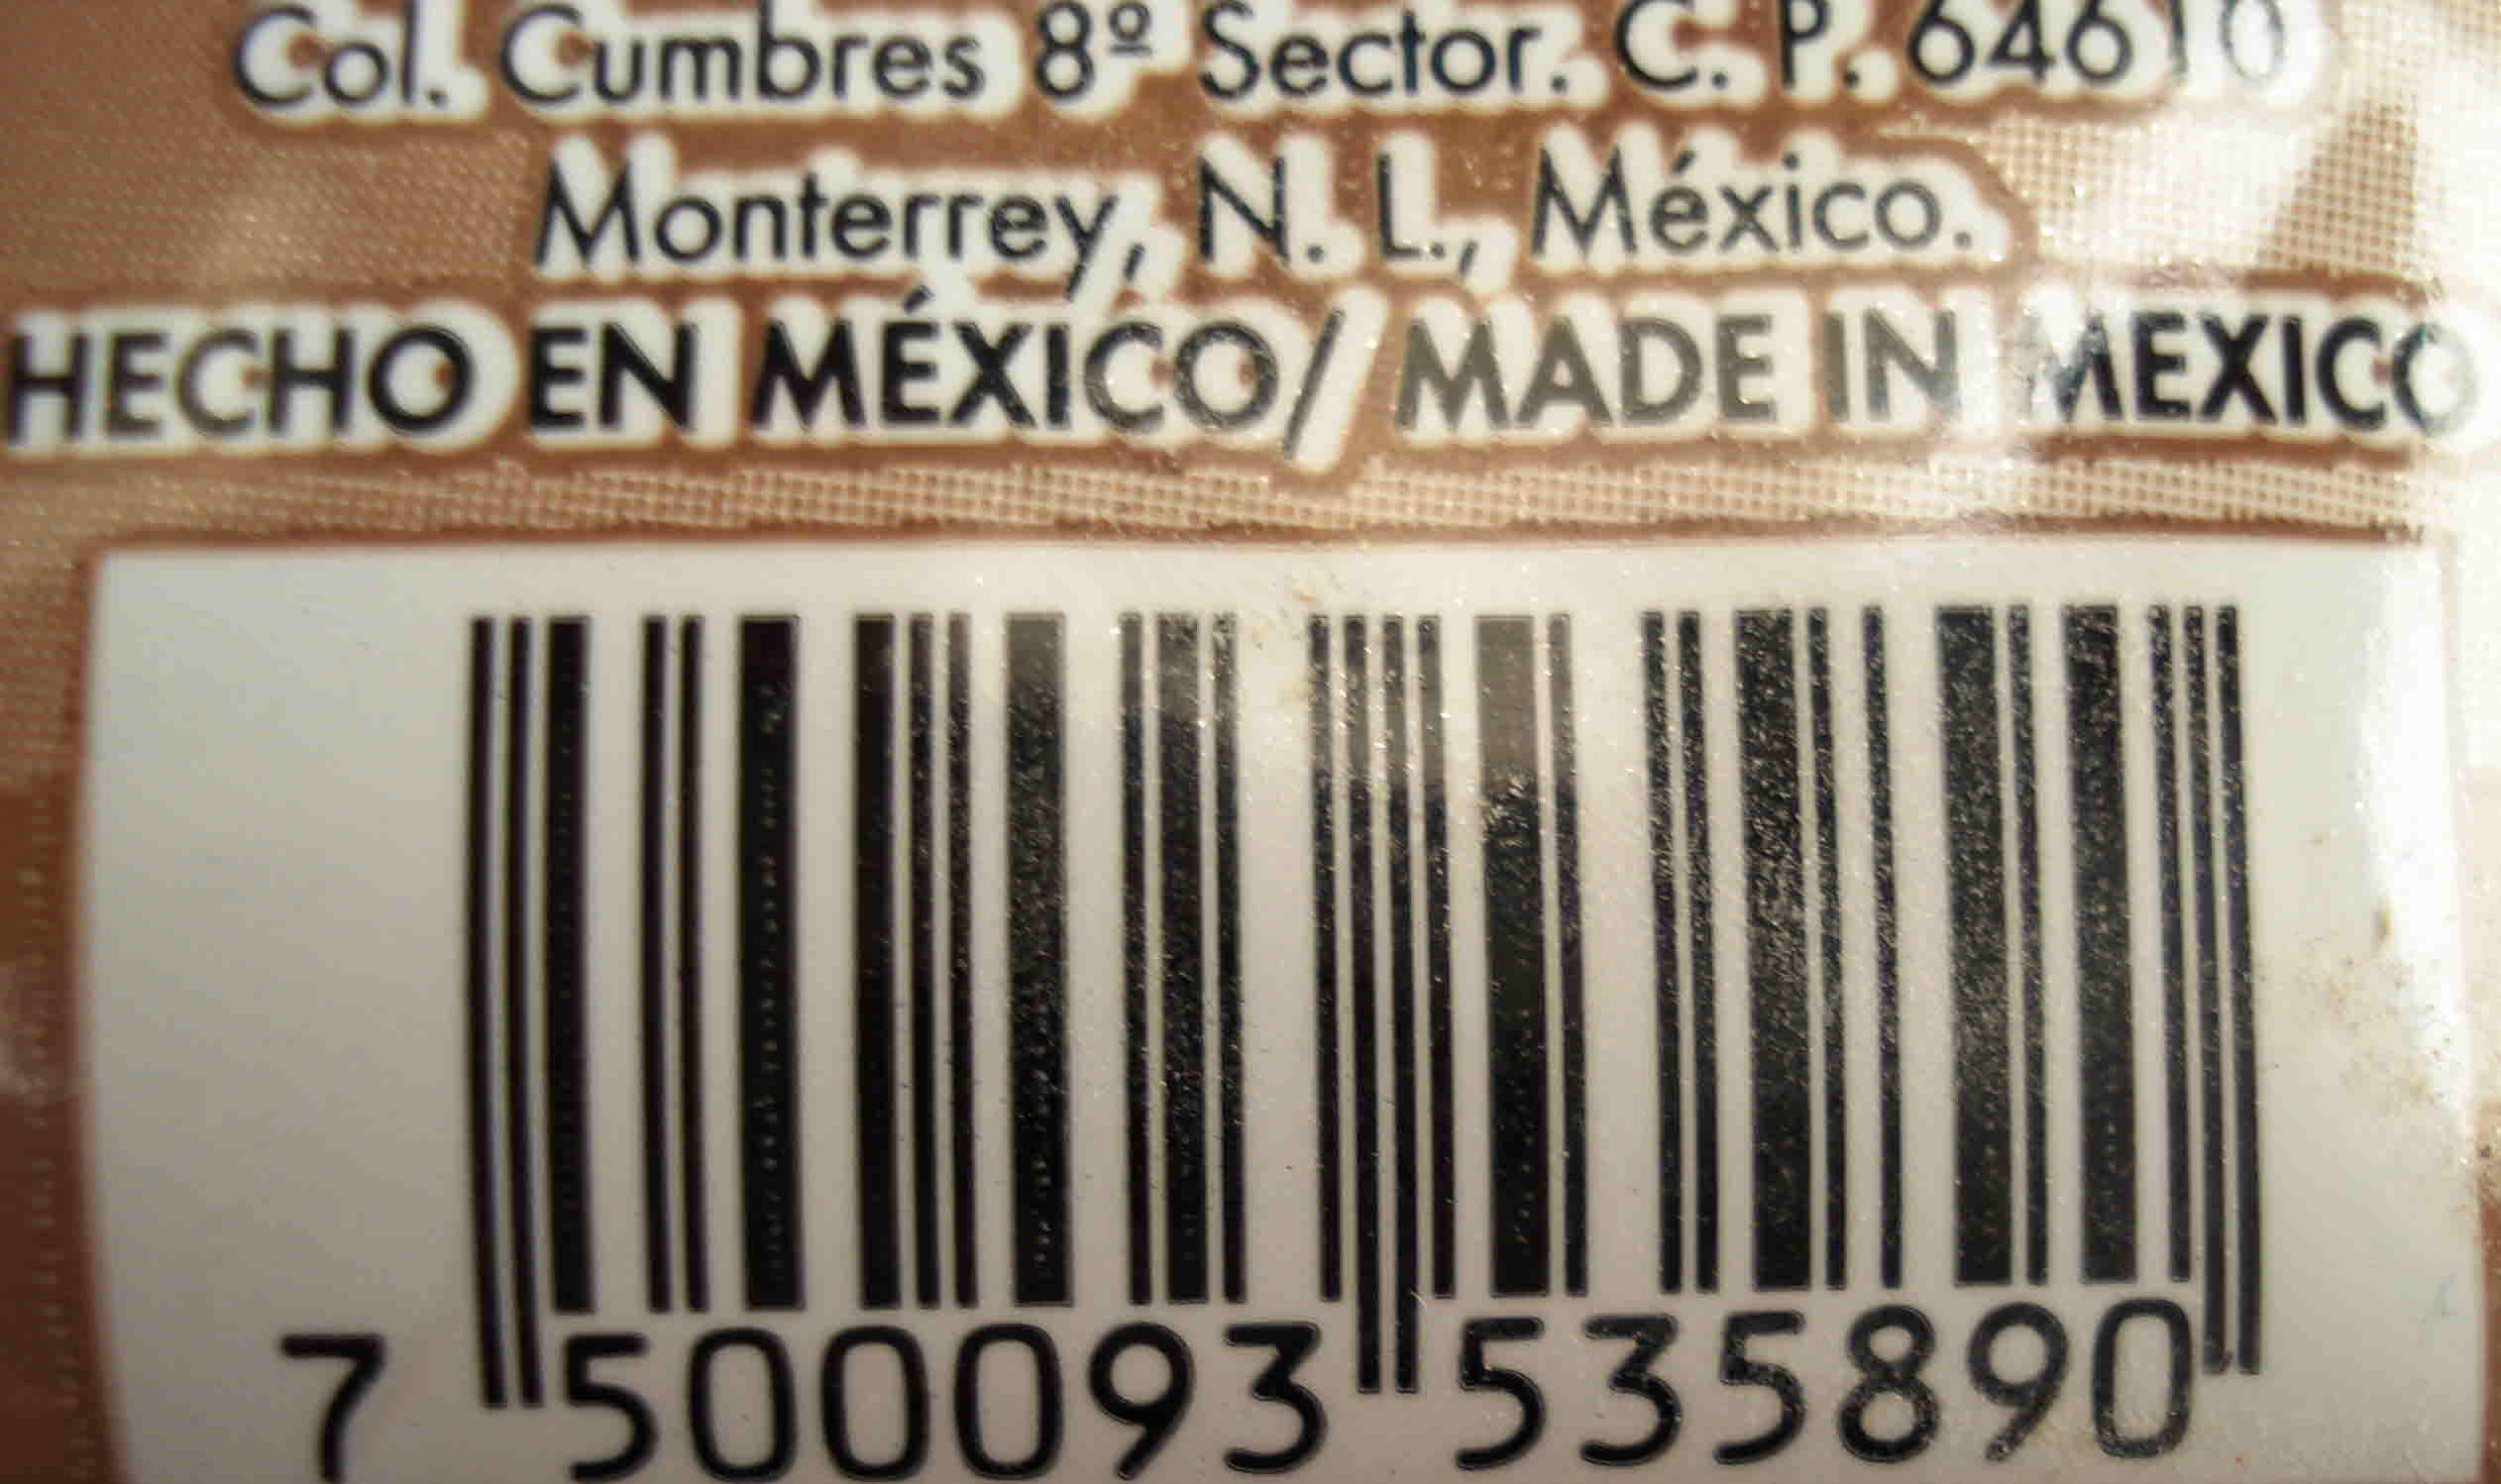 Col. Cumbres 8º Sector. C. P. 64610
Monterrey, N. L., México.
HECHO EN MÉXICO/ MADE IN MEXICO
7 500093 535890